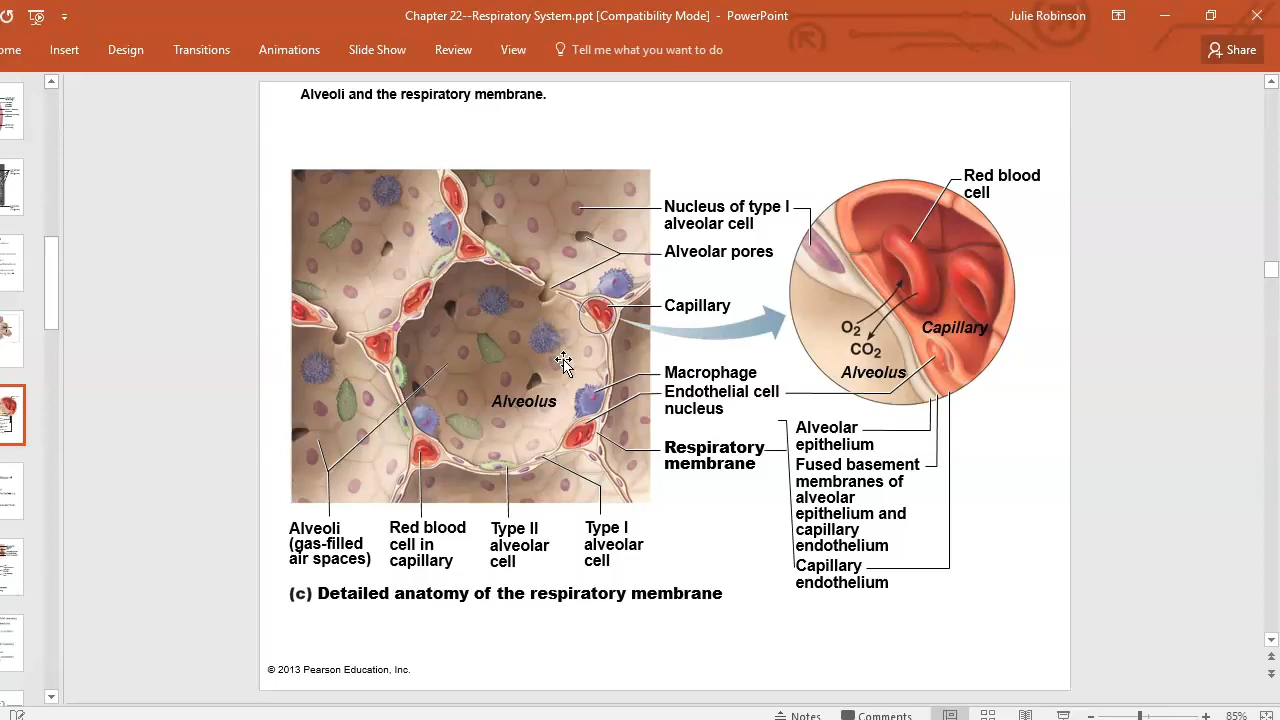 Chapter 22--Respiratory System.ppt [Compatibility Mode] - PowerPoint
Julie Robinson
ome
Insert
Design
Transitions
Animations
Slide Show
Review
View
Tell me what you want to do
Share
Alveoli and the respiratory membrane.
Red blood
cell
Nucleus of type I
alveolar cell
Alveolar pores
Capillary
O2
CO2
Capillary
Alveolus
Macrophage
Endothelial cell
nucleus
Alveolus
Respiratory
membrane
Alveolar
epithelium
Fused basement
membranes of
alveolar
epithelium and
capillary
endothelium
Capillary
endothelium
Alveoli
(gas-filled
air spaces)
Red blood
cell in
capillary
Type II
alveolar
cell
Type I
alveolar
cell
(c) Detailed anatomy of the respiratory membrane
© 2013 Pearson Education, Inc.
Notes
Comments
85%